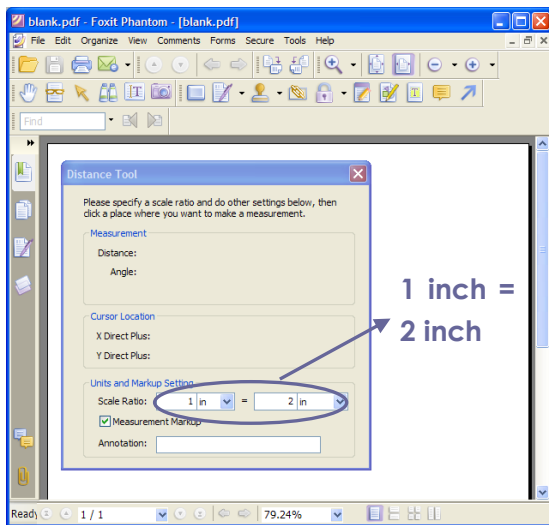 blank.pdf - Foxit Phantom - [blank.pdf]
File Edit Organize View Comments Forms Secure Tools Help
Find
Distance Tool
Please specify a scale ratio and do other settings below, then
click a place where you want to make a measurement.
Measurement
Distance:
Angle:
Cursor Location
X Direct Plus:
Y Direct Plus:
Units and Markup Setting
Scale Ratio: 1 in = 2 in
Measurement Markup
Annotation:
1 inch =
2 inch
Ready 1 / 1 79.24%